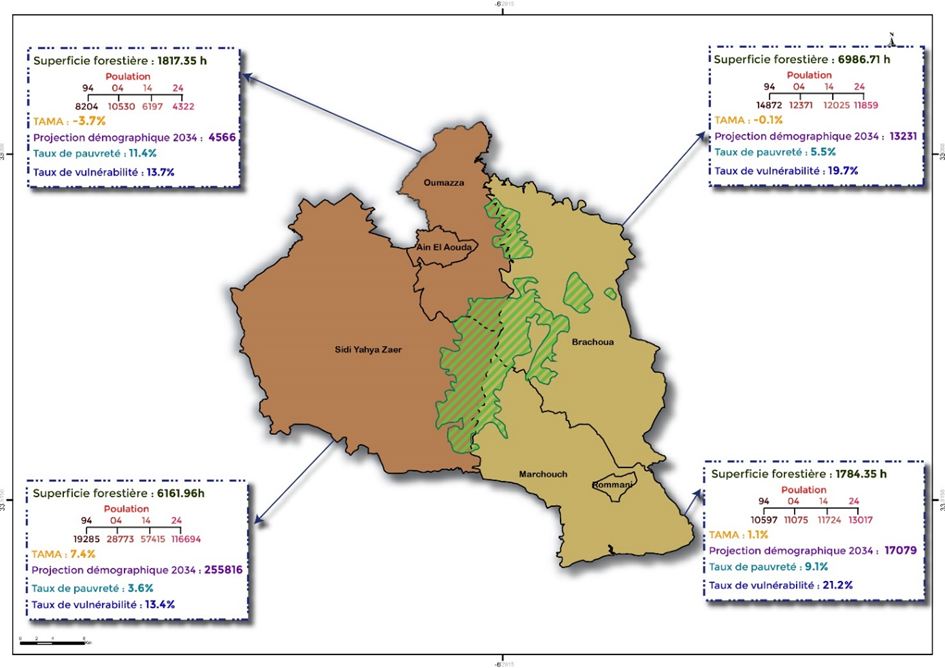 Superficie forestière : 1817.35 h
Poulation
94 04 14 24
8204 10530 6197 4322
TAMA : -3.7%
Projection démographique 2034 : 4566
Taux de pauvreté : 11.4%
Taux de vulnérabilité : 13.7%
Superficie forestière : 6986.71 h
Poulation
94 04 14 24
14872 12371 12025 11859
TAMA : -0.1%
Projection démographique 2034 : 13231
Taux de pauvreté : 5.5%
Taux de vulnérabilité : 19.7%
Oumazza
Ain El Aouda
Sidi Yahya Zaer
Brachoua
Marchouch
Rommani
Superficie forestière : 6161.96h
Poulation
94 04 14 24
19285 28773 57415 116694
TAMA : 7.4%
Projection démographique 2034 : 255816
Taux de pauvreté : 3.6%
Taux de vulnérabilité : 13.4%
Superficie forestière : 1784.35 h
Poulation
94 04 14 24
10597 11075 11724 13017
TAMA : 1.1%
Projection démographique 2034 : 17079
Taux de pauvreté : 9.1%
Taux de vulnérabilité : 21.2%